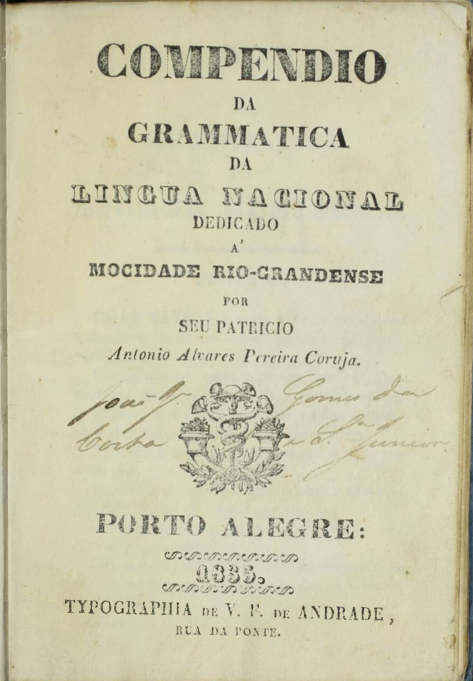 COMPENDIO
DA
GRAMMATICA
DA
LINGUA NACIONAL
DEDICADO
A'
MOCIDADE RIO-GRANDENSE
POR
SEU PATRICIO
Antonio Alvares Pereira Coruja.
Gomes da
Costa e S.ª Junior
PORTO ALEGRE:
1835.
TYPOGRAPHIA DE V. F. DE ANDRADE,
RUA DA PONTE.